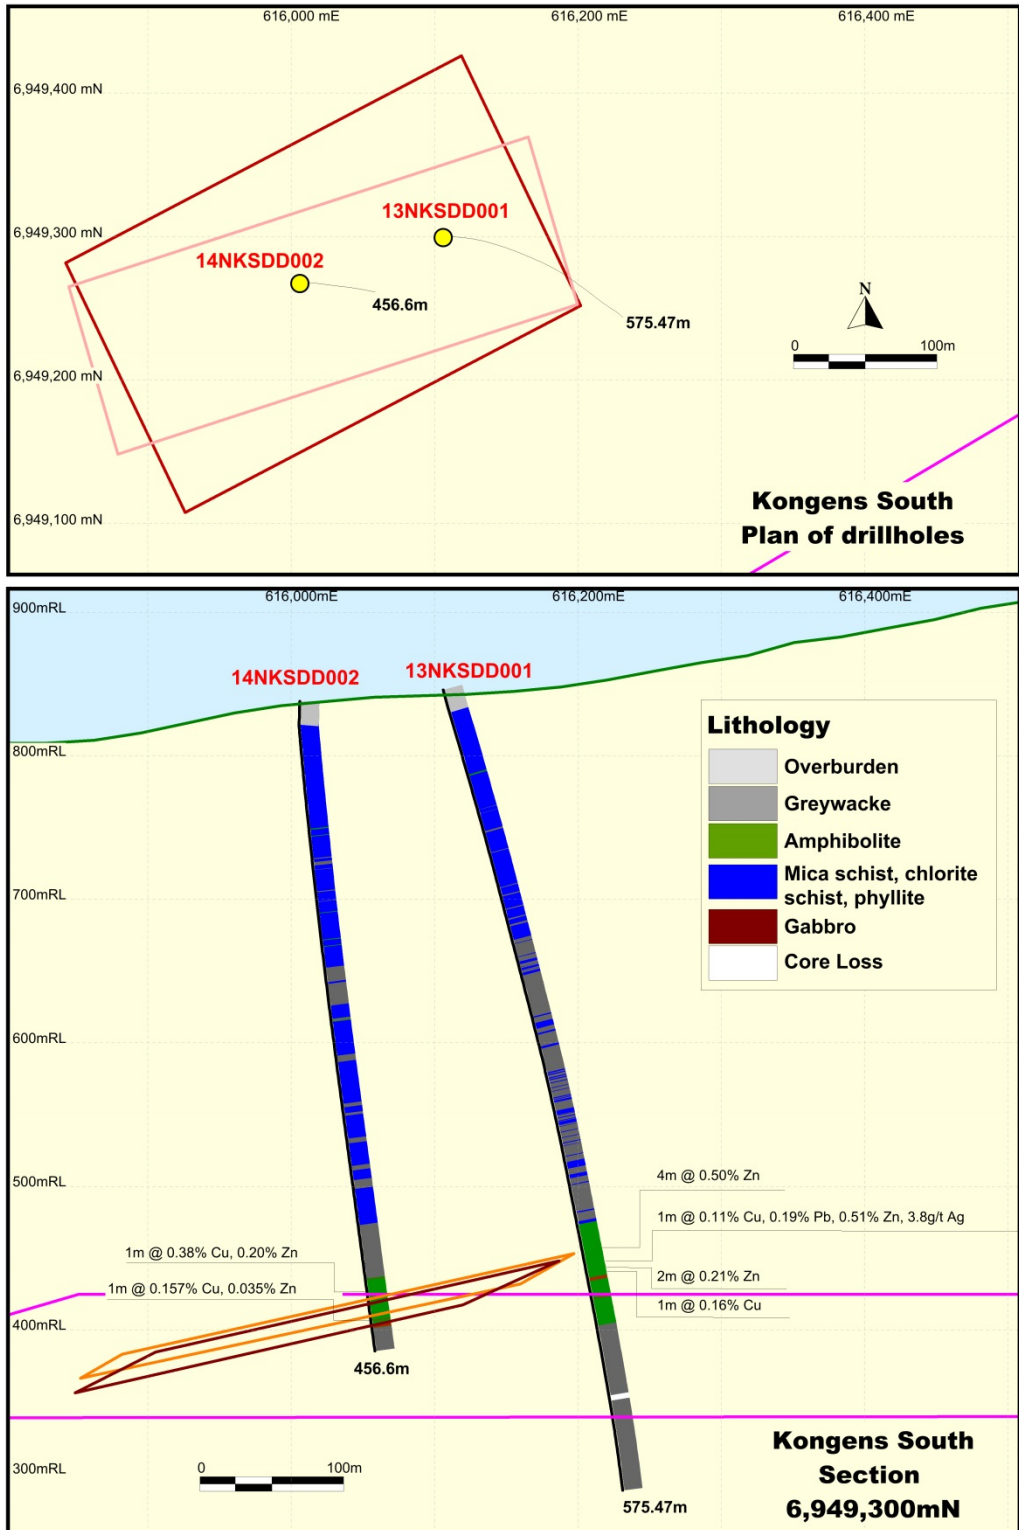 616,000 mE
616,200 mE
616,400 mE
6,949,400 mN
13NKSDD001
6,949,300 mN
14NKSDD002
456.6m
575.47m
N
0
100m
6,949,200 mN
6,949,100 mN
Kongens South
Plan of drillholes
616,000mE
616,200mE
616,400mE
900mRL
14NKSDD002
13NKSDD001
800mRL
Lithology
Overburden
Greywacke
Amphibolite
Mica schist, chlorite
schist, phyllite
Gabbro
Core Loss
700mRL
600mRL
500mRL
4m @ 0.50% Zn
1m @ 0.11% Cu, 0.19% Pb, 0.51% Zn, 3.8g/t Ag
1m @ 0.38% Cu, 0.20% Zn
2m @ 0.21% Zn
1m @ 0.157% Cu, 0.035% Zn
1m @ 0.16% Cu
400mRL
456.6m
300mRL
0
100m
575.47m
Kongens South
Section
6,949,300mN